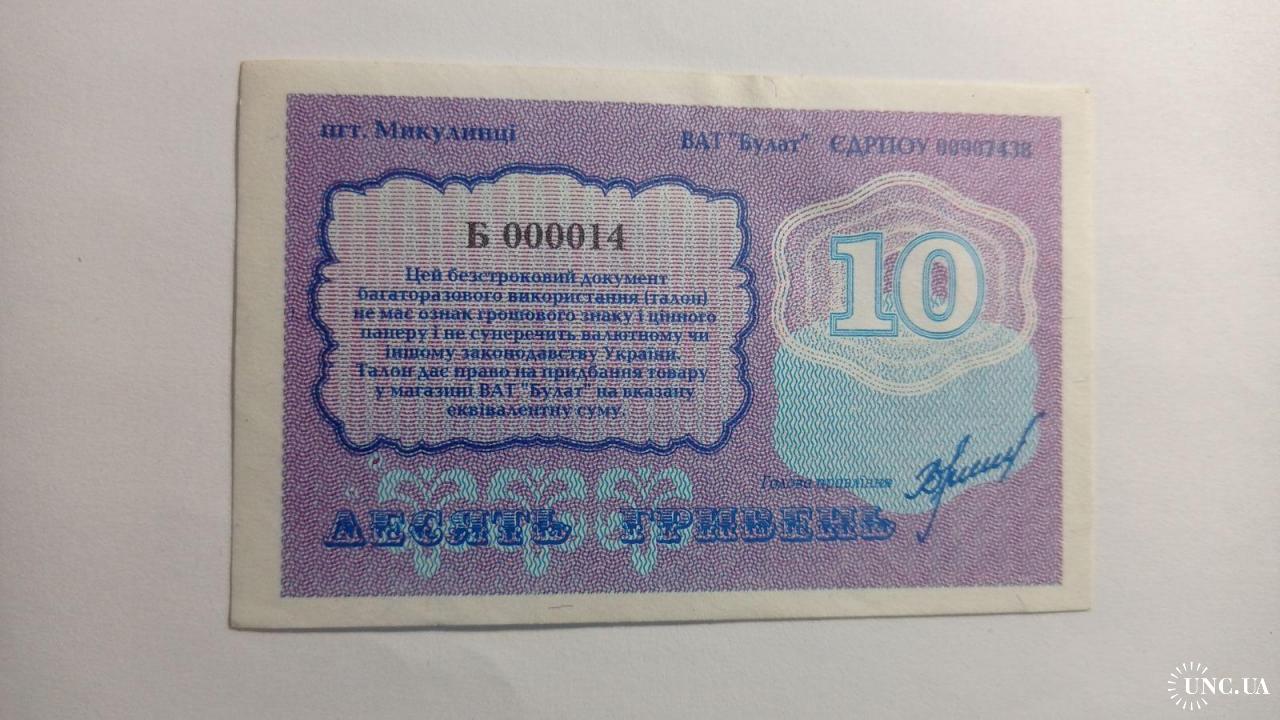 пгт. Микулинці
ВАТ "Булат" ЄДРПОУ 00907438
Б 000014
10
Цей безстроковий документ
багаторазового використання (талон)
не має ознак грошового знаку і цінного
паперу і не суперечить валютному чи
іншому законодавству України.
Талон дає право на придбання товару
у магазині ВАТ "Булат" на вказану
еквівалентну суму.
Голова правління
ДЕСЯТЬ ГРИВЕНЬ
UNC.UA